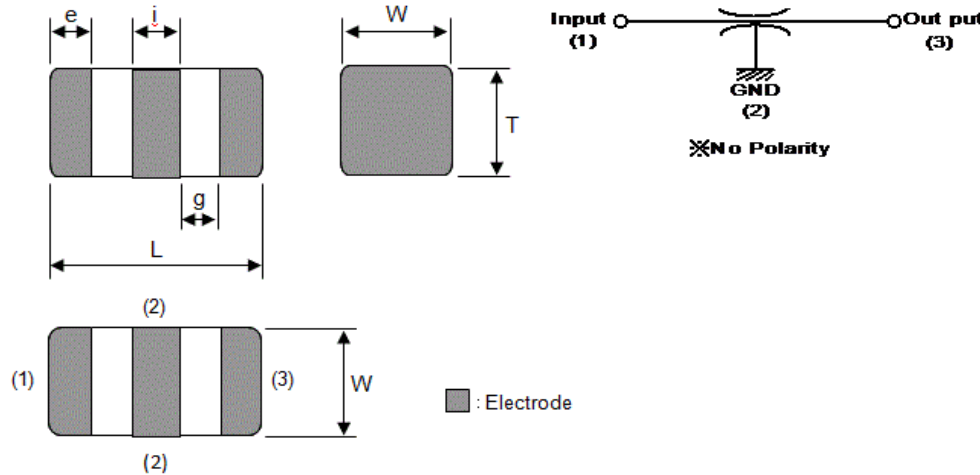 e
i
W
T
g
L
Input
(1)
Out put
(3)
GND
(2)
※No Polarity
(2)
(1)
(3)
W
(2)
: Electrode